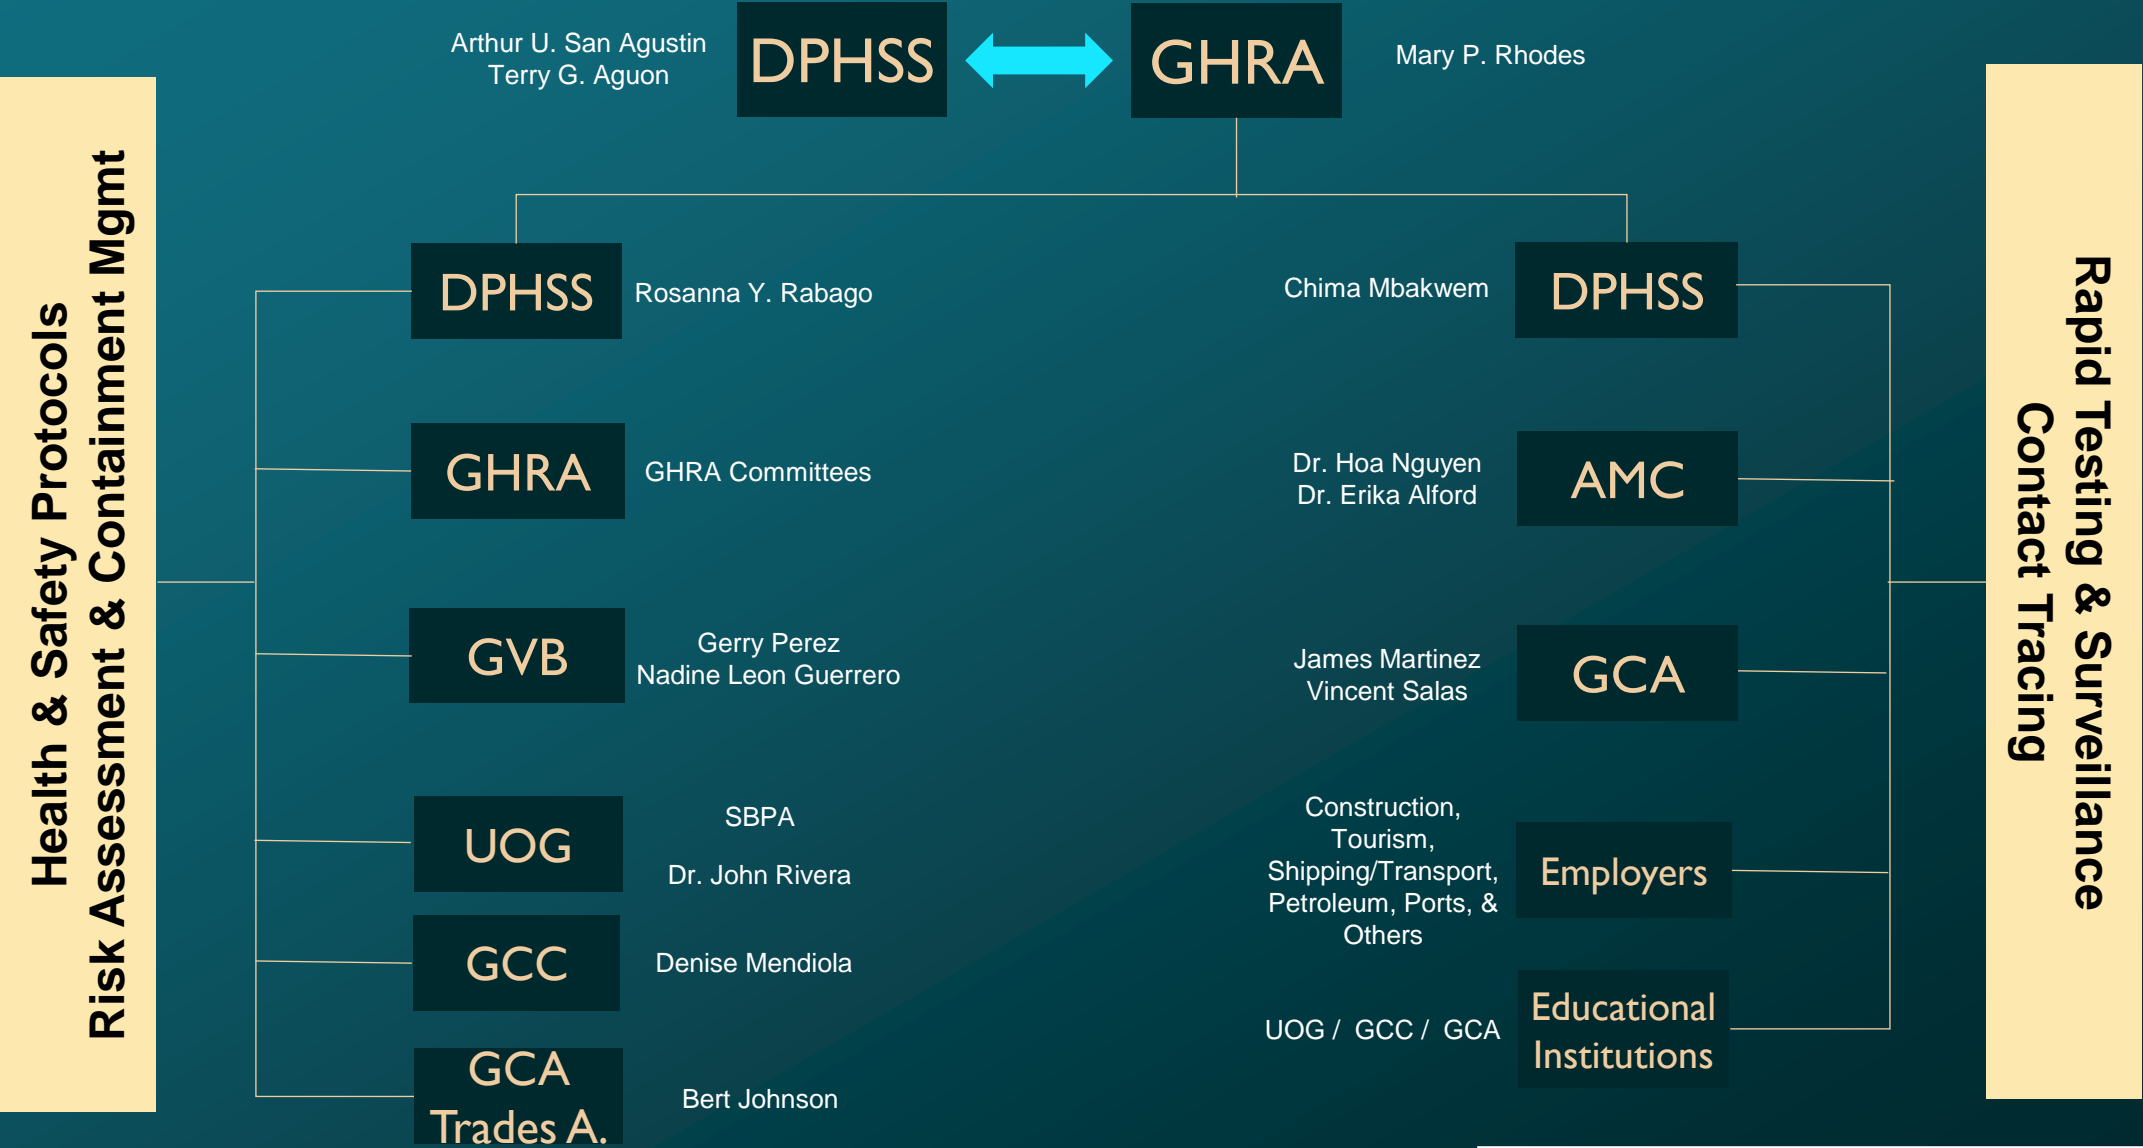 Arthur U. San Agustin
Terry G. Aguon
DPHSS
GHRA
Mary P. Rhodes
Health & Safety Protocols
Risk Assessment & Containment Mgmt
DPHSS
Rosanna Y. Rabago
GHRA
GHRA Committees
GVB
Gerry Perez
Nadine Leon Guerrero
UOG
SBPA
Dr. John Rivera
GCC
Denise Mendiola
GCA
Trades A.
Bert Johnson
Chima Mbakwem
DPHSS
Dr. Hoa Nguyen
Dr. Erika Alford
AMC
James Martinez
Vincent Salas
GCA
Construction,
Tourism,
Shipping/Transport,
Petroleum, Ports, &
Others
Employers
UOG / GCC / GCA
Educational
Institutions
Rapid Testing & Surveillance
Contact Tracing